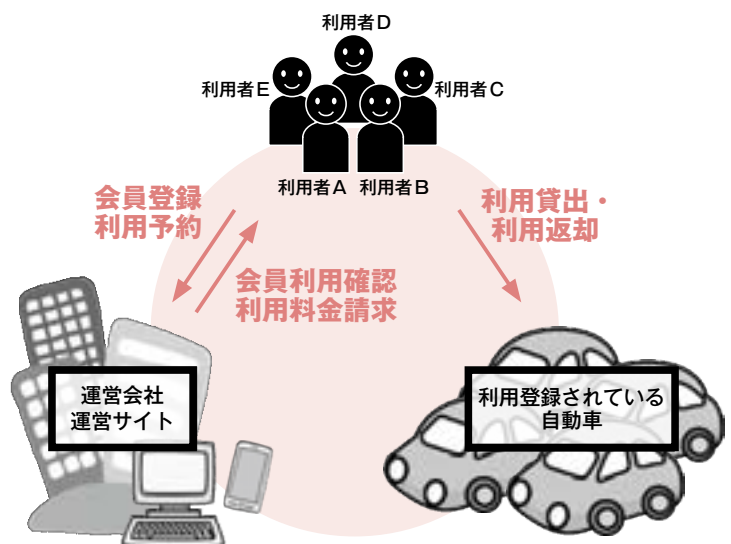 利用者D
利用者E
利用者C
利用者A
利用者B
会員登録
利用予約
利用貸出・
利用返却
会員利用確認
利用料金請求
運営会社
運営サイト
利用登録されている
自動車